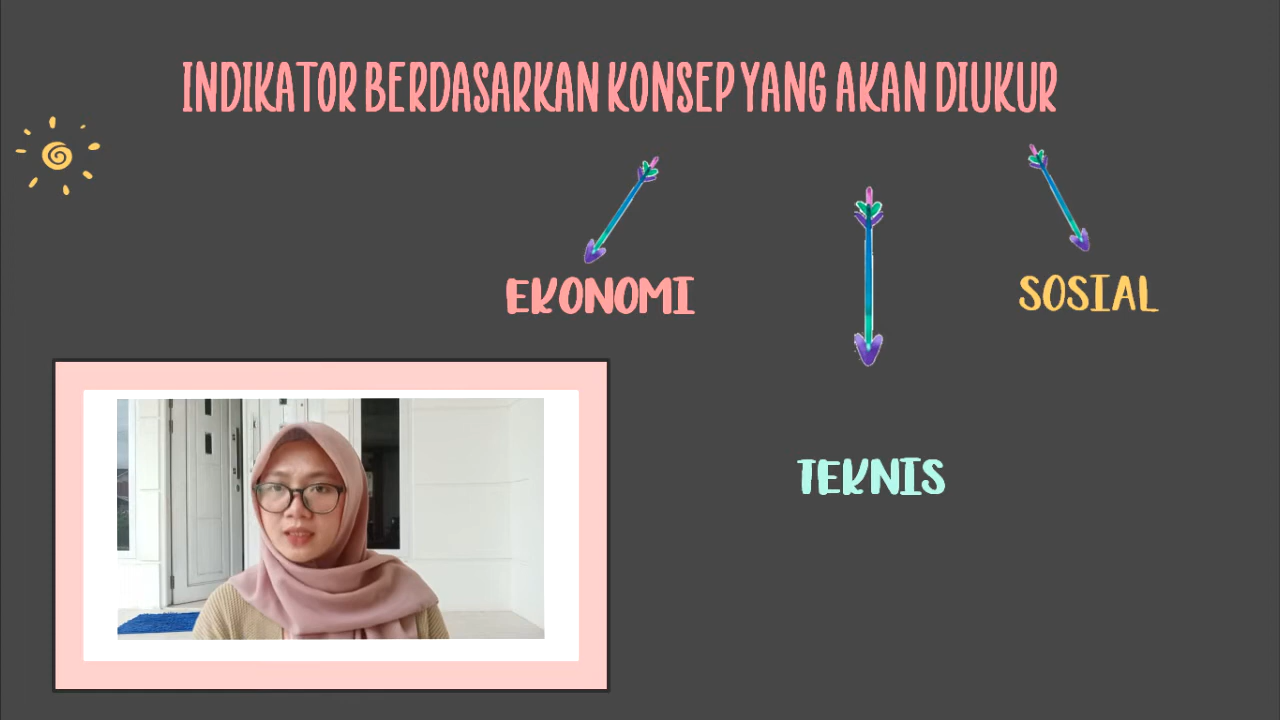 INDIKATOR BERDASARKAN KONSEP YANG AKAN DIUKUR
EKONOMI
SOSIAL
TEKNIS